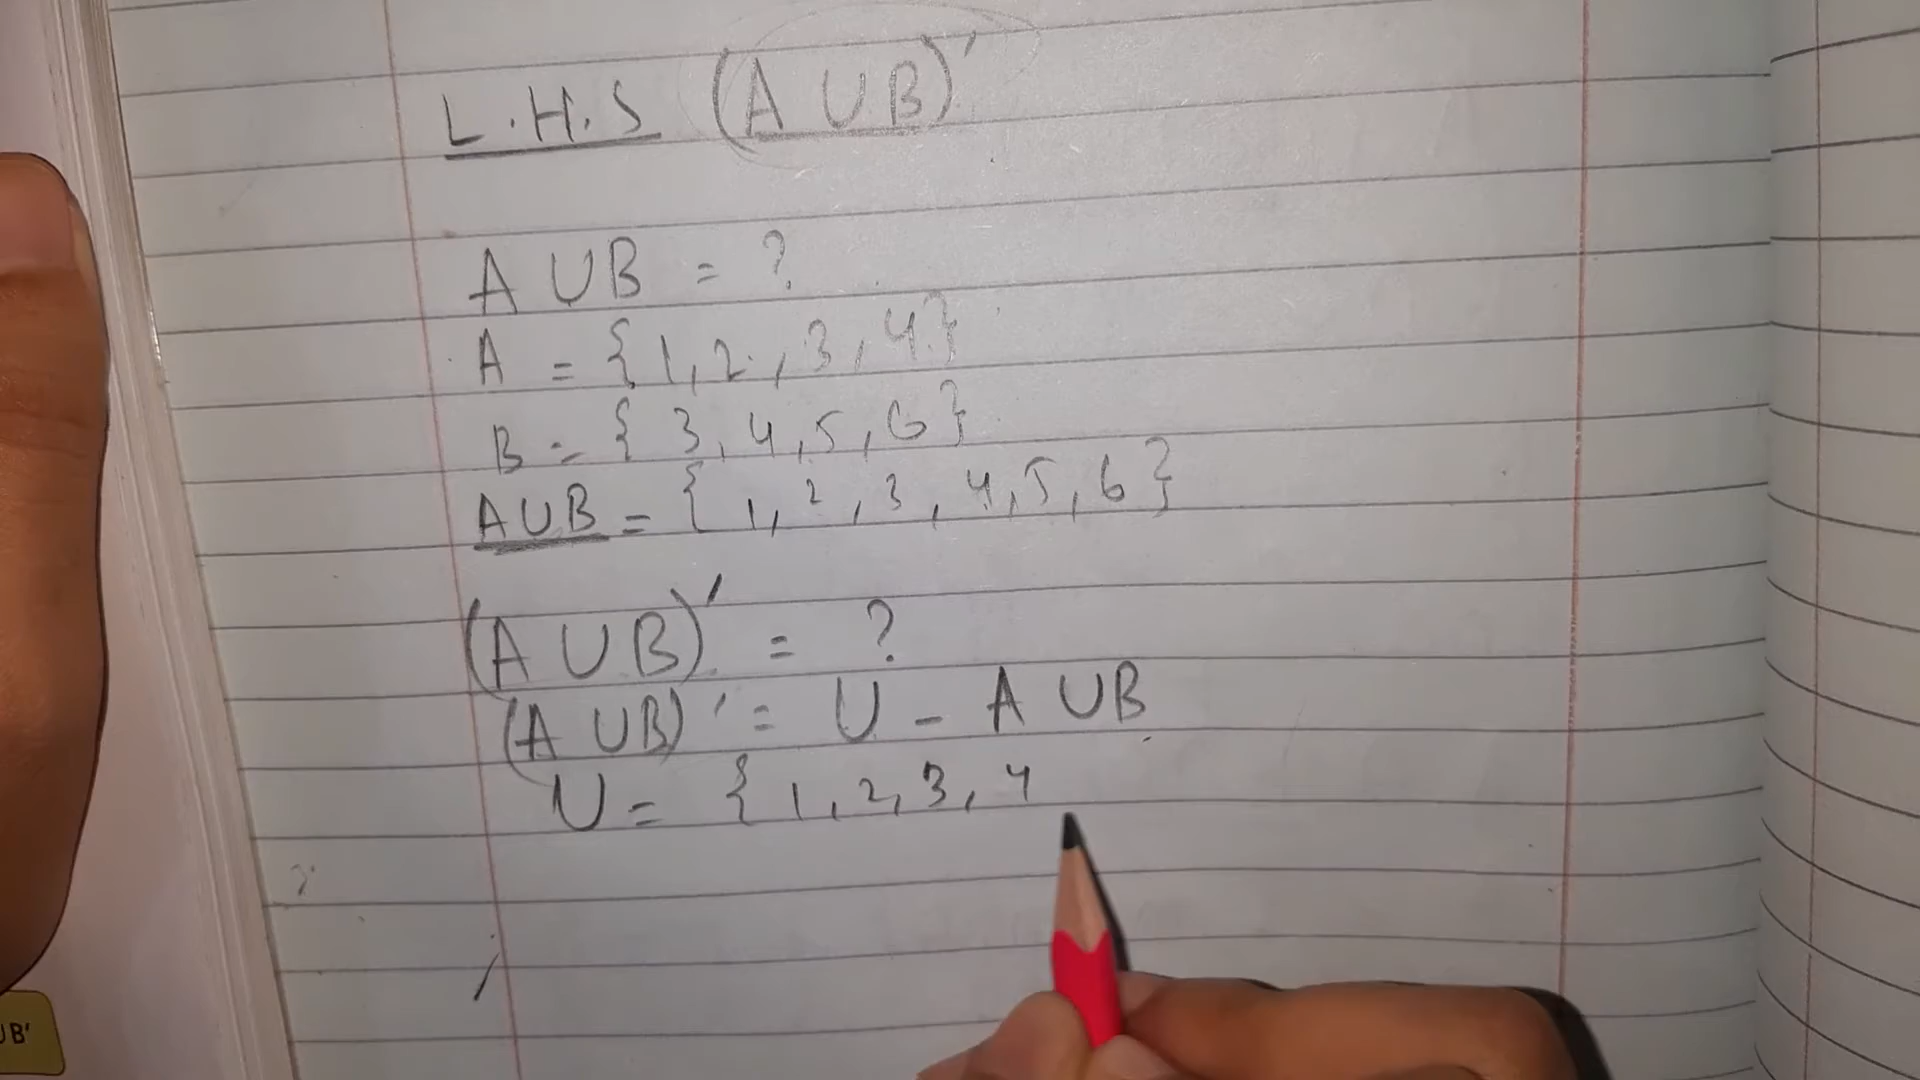 L.H.S (A ∪ B)′
A ∪ B = ?
A = {1, 2, 3, 4}
B = {3, 4, 5, 6}
A ∪ B = {1, 2, 3, 4, 5, 6}
(A ∪ B)′ = ?
(A ∪ B)′ = U - A ∪ B
U = {1, 2, 3, 4
∪B′